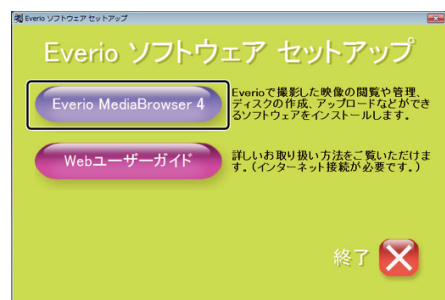 Everio ソフトウェア セットアップ
Everio ソフトウェア セットアップ
Everio MediaBrowser 4
Everioで撮影した映像の閲覧や管理、
ディスクの作成、アップロードなどができ
るソフトウェアをインストールします。
Webユーザーガイド
詳しいお取り扱い方法をご覧いただけま
す。(インターネット接続が必要です。)
終了